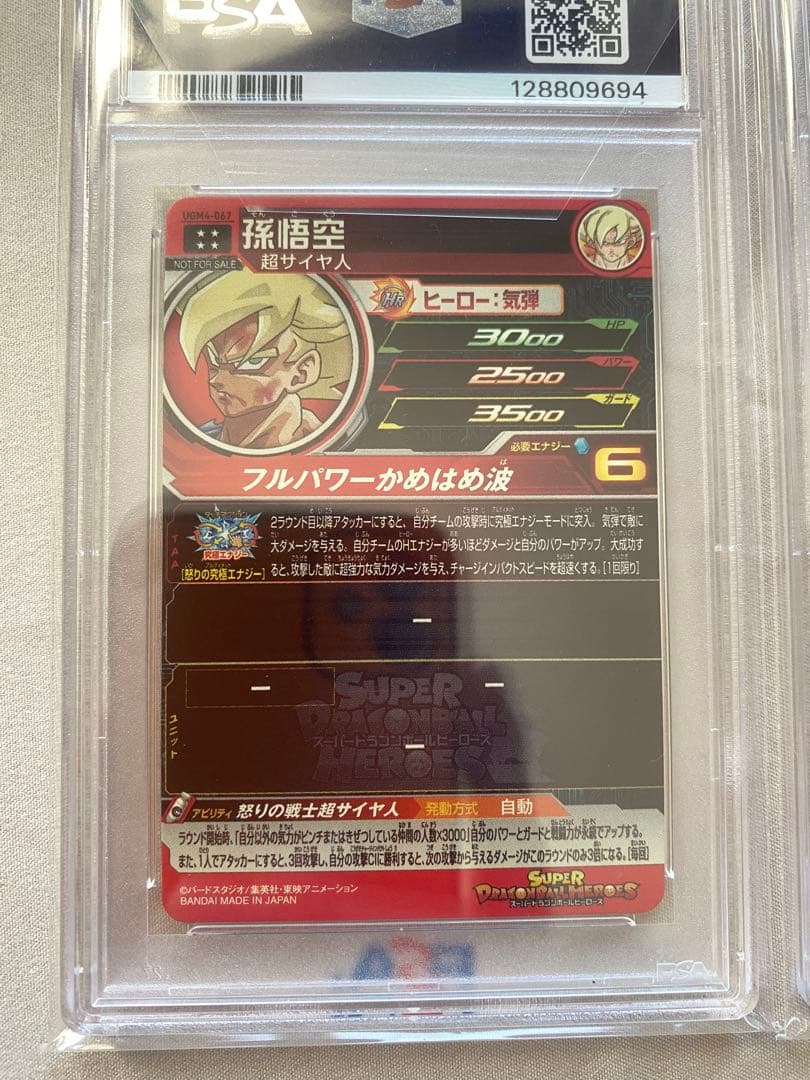 PSA
128809694
UGM4-067
孫悟空
NOT FOR SALE
超サイヤ人
HR ヒーロー:気弾
HP
3000
パワー
2500
ガード
3500
必要エナジー 6
フルパワーかめはめ波
TAA
究極エナジー
[怒りの究極エナジー]
2ラウンド目以降アタッカーにすると、自分チームの攻撃時に究極エナジーモードに突入。気弾で敵に
大ダメージを与える。自分チームのHエナジーが多いほどダメージと自分のパワーがアップ。大成功す
ると、攻撃した敵に超強力な気力ダメージを与え、チャージインパクトスピードを超速くする。[1回限り]
ー
ー ー
ユニット
ー
SUPER
DRAGONBALL
スーパードラゴンボールヒーローズ
HEROES
アビリティ 怒りの戦士超サイヤ人 発動方式 自動
ラウンド開始時、「自分以外の気力がピンチまたはきぜつしている仲間の人数×3000」自分のパワーとガードと戦闘力が永続でアップする。
また、1人でアタッカーにすると、3回攻撃し、自分の攻撃CIに勝利すると、次の攻撃から与えるダメージがこのラウンドのみ3倍になる。[毎回]
©バードスタジオ/集英社・東映アニメーション
BANDAI MADE IN JAPAN
SUPER
DRAGONBALL HEROES
スーパードラゴンボールヒーローズ
PSA